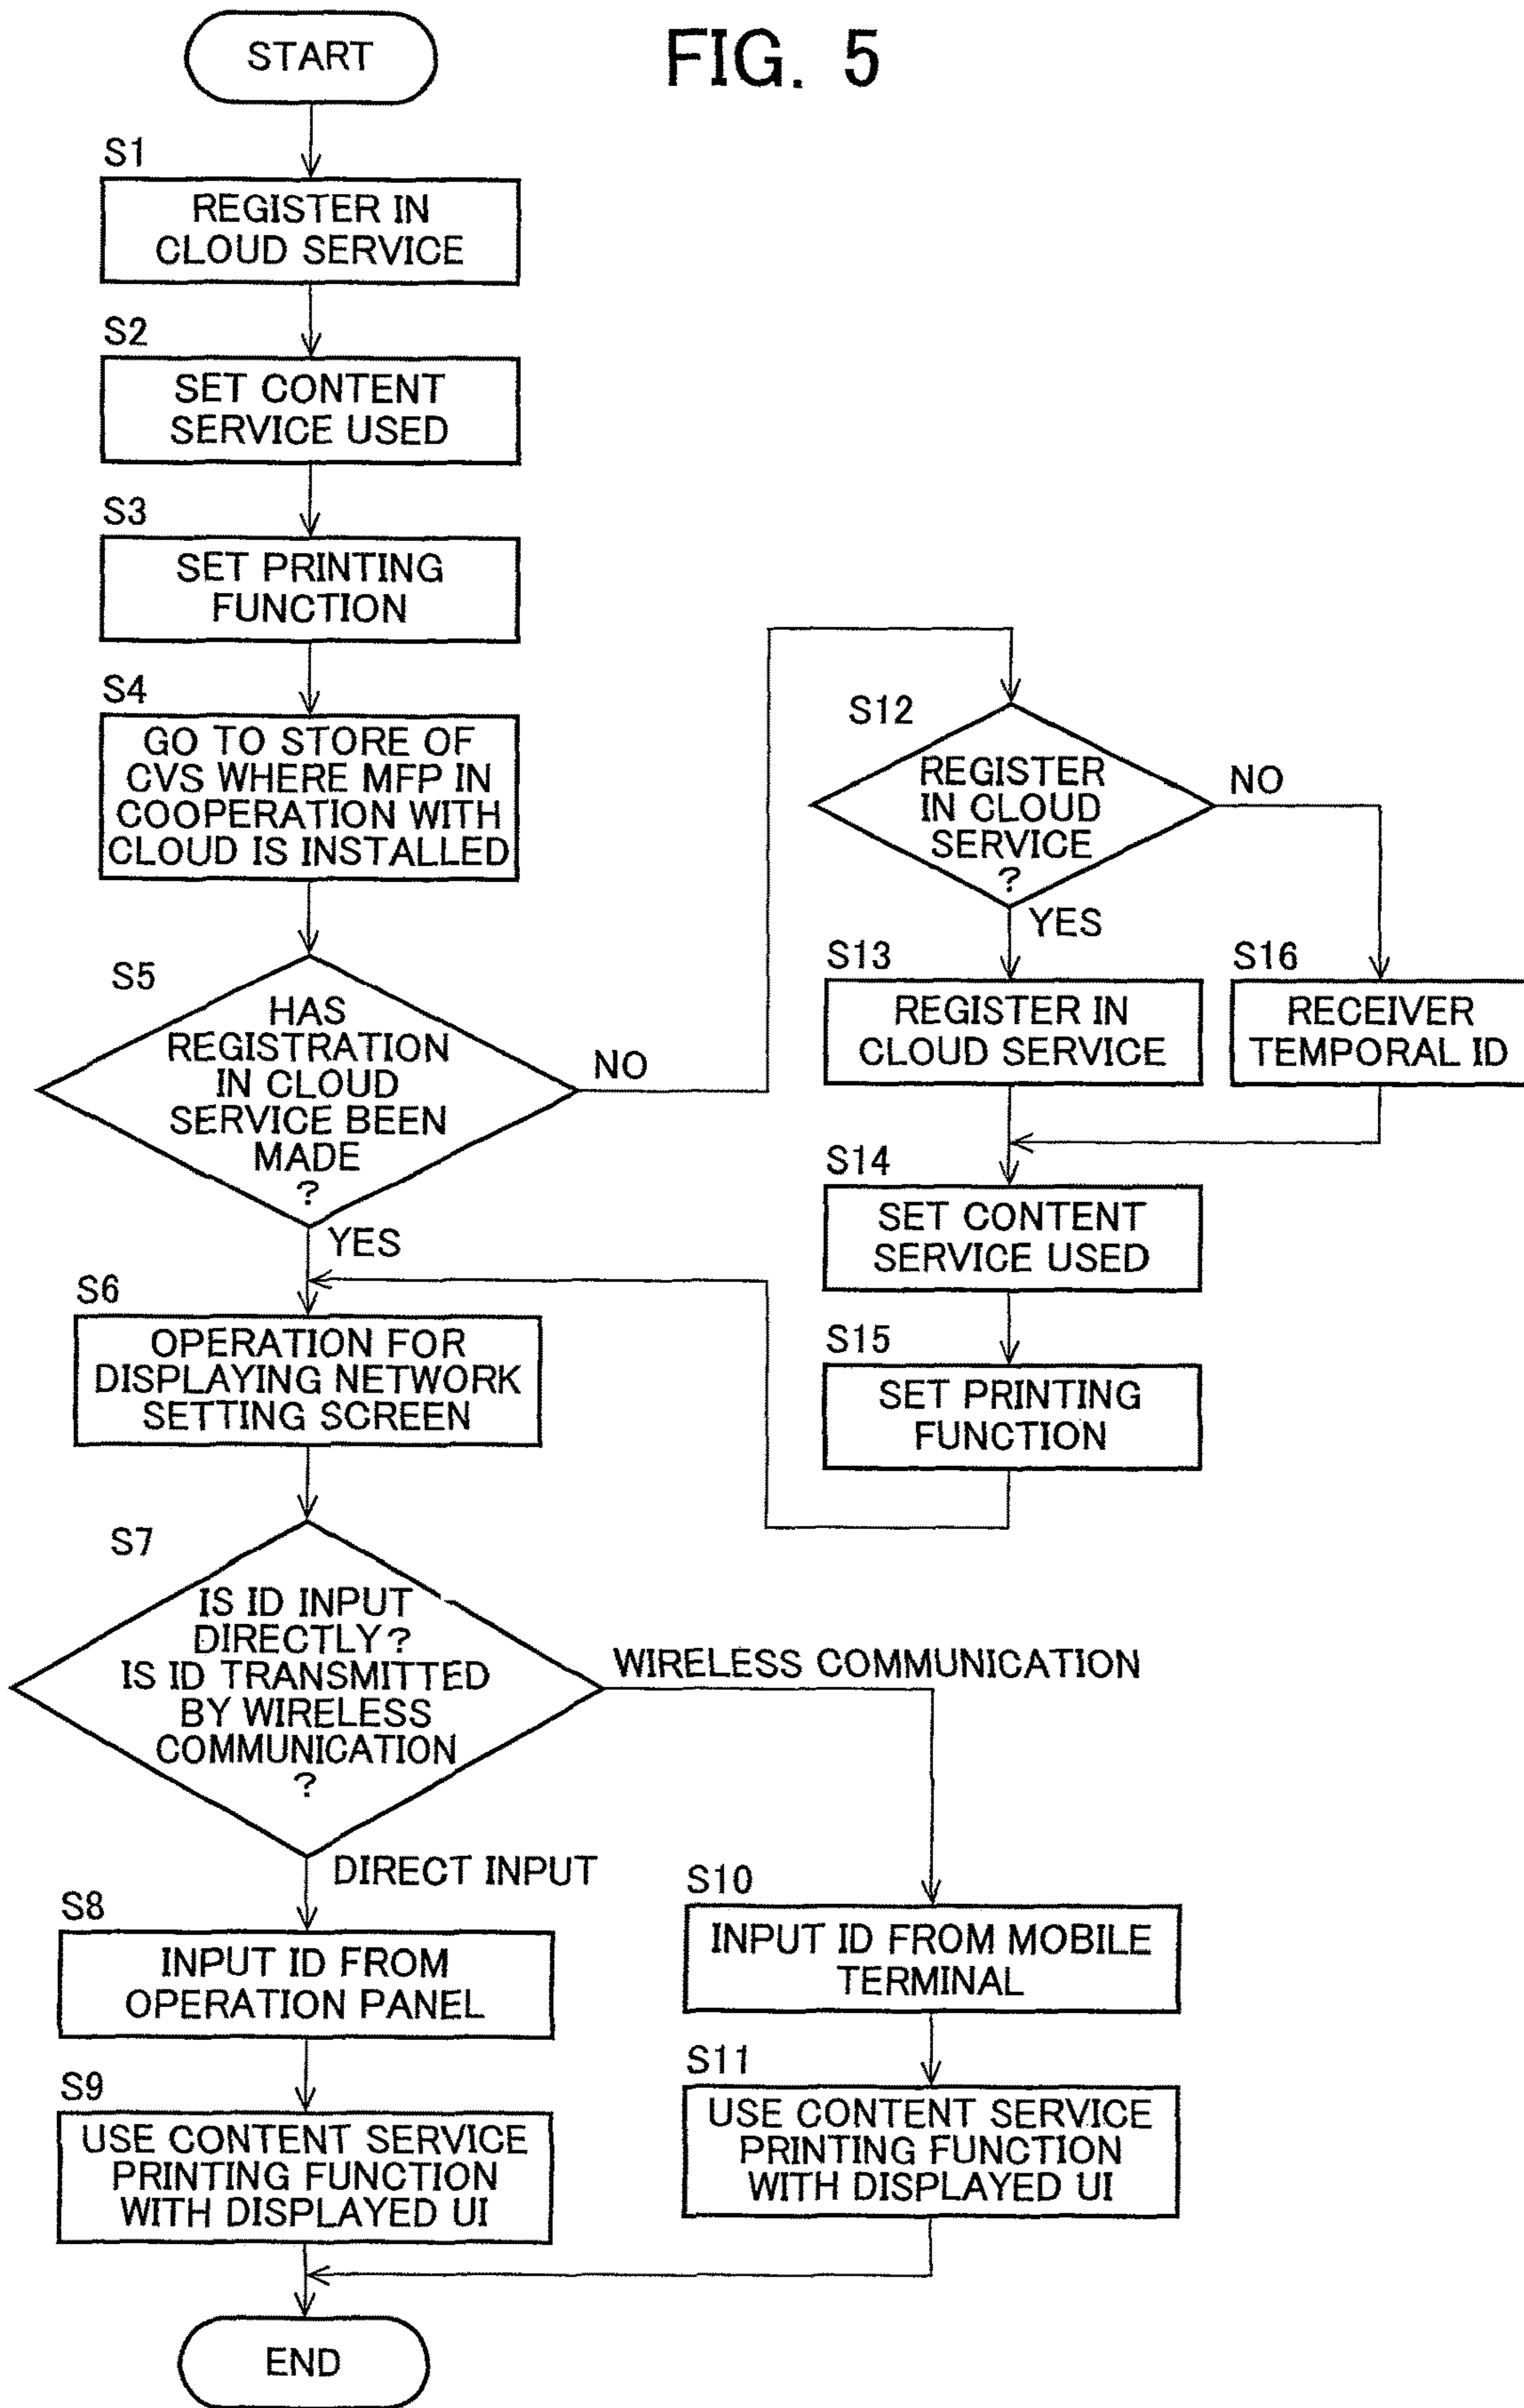 FIG. 5
START
S1
REGISTER IN
CLOUD SERVICE
S2
SET CONTENT
SERVICE USED
S3
SET PRINTING
FUNCTION
S4
GO TO STORE OF
CVS WHERE MFP IN
COOPERATION WITH
CLOUD IS INSTALLED
S5
HAS
REGISTRATION
IN CLOUD
SERVICE BEEN
MADE
?
NO
YES
S6
OPERATION FOR
DISPLAYING NETWORK
SETTING SCREEN
S7
IS ID INPUT
DIRECTLY?
IS ID TRANSMITTED
BY WIRELESS
COMMUNICATION
?
WIRELESS COMMUNICATION
DIRECT INPUT
S8
INPUT ID FROM
OPERATION PANEL
S9
USE CONTENT SERVICE
PRINTING FUNCTION
WITH DISPLAYED UI
S10
INPUT ID FROM MOBILE
TERMINAL
S11
USE CONTENT SERVICE
PRINTING FUNCTION
WITH DISPLAYED UI
S12
REGISTER
IN CLOUD
SERVICE
?
NO
YES
S13
REGISTER IN
CLOUD SERVICE
S16
RECEIVER
TEMPORAL ID
S14
SET CONTENT
SERVICE USED
S15
SET PRINTING
FUNCTION
END